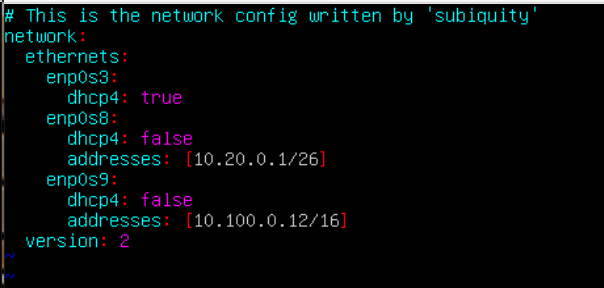 # This is the network config written by 'subiquity'
network:
  ethernets:
    enp0s3:
      dhcp4: true
    enp0s8:
      dhcp4: false
      addresses: [10.20.0.1/26]
    enp0s9:
      dhcp4: false
      addresses: [10.100.0.12/16]
  version: 2
~
~